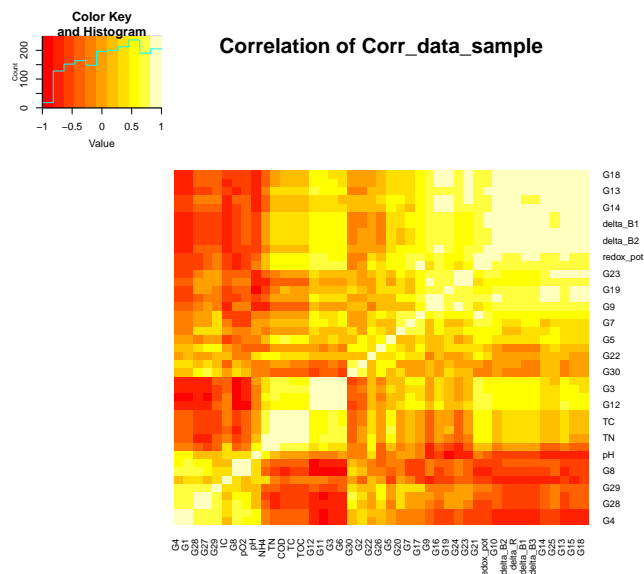 Color Key
and Histogram
Correlation of Corr_data_sample
Count
0 100 200
−1 −0.5 0 0.5 1
Value
G18
G13
G14
delta_B1
delta_B2
redox_pot
G23
G19
G9
G7
G5
G22
G30
G3
G12
TC
TN
pH
G8
G29
G28
G4
G4 G1 G28 G27 G29 IC G8 pO2 pH NH4 TN COD TC TOC G12 G11 G3 G6 G30 G2 G22 G26 G5 G20 G7 G17 G9 G16 G19 G24 G23 G21 redox_pot G10 delta_B2 delta_R delta_B1 delta_B3 G14 G25 G13 G15 G18